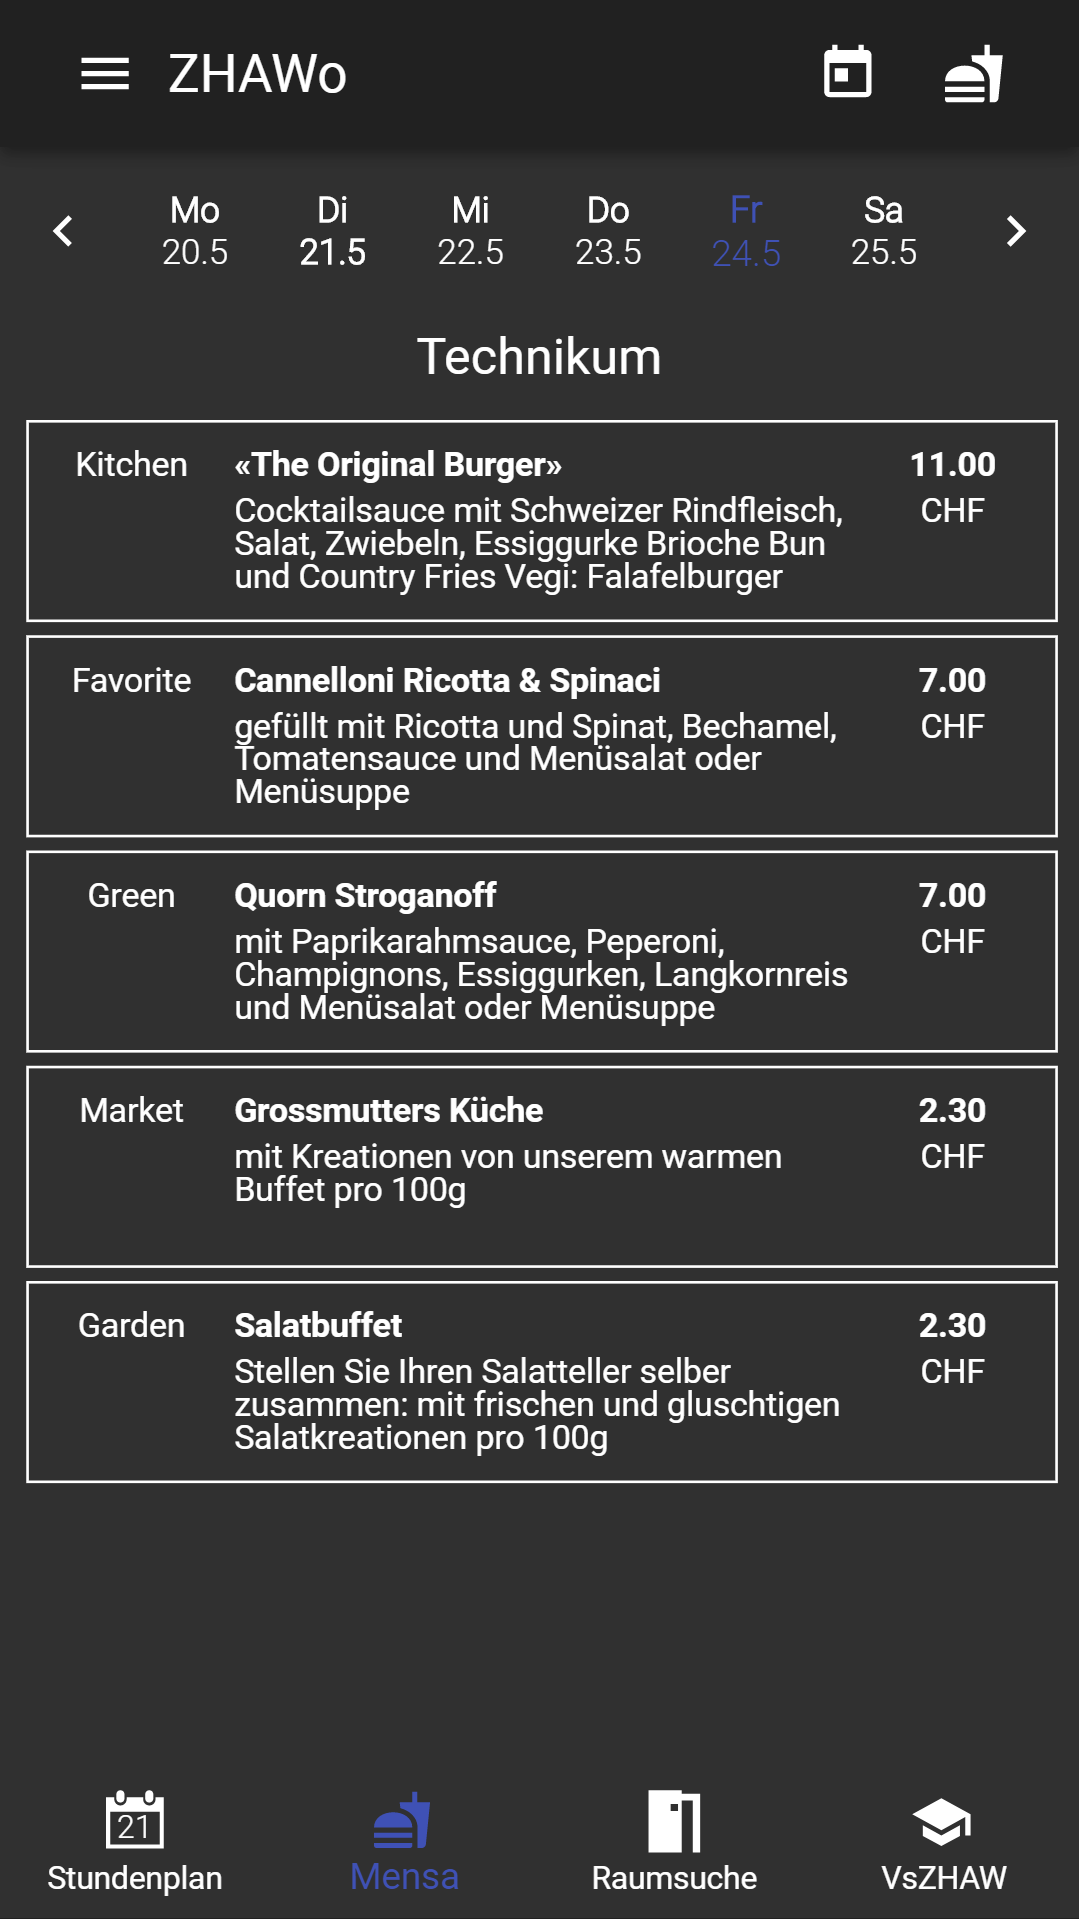 ZHAWo
Mo Di Mi Do Fr Sa
20.5 21.5 22.5 23.5 24.5 25.5
Technikum
Kitchen «The Original Burger» 11.00
Cocktailsauce mit Schweizer Rindfleisch, CHF
Salat, Zwiebeln, Essiggurke Brioche Bun
und Country Fries Vegi: Falafelburger
Favorite Cannelloni Ricotta & Spinaci 7.00
gefüllt mit Ricotta und Spinat, Bechamel, CHF
Tomatensauce und Menüsalat oder
Menüsuppe
Green Quorn Stroganoff 7.00
mit Paprikarahmsauce, Peperoni, CHF
Champignons, Essiggurken, Langkornreis
und Menüsalat oder Menüsuppe
Market Grossmutters Küche 2.30
mit Kreationen von unserem warmen CHF
Buffet pro 100g
Garden Salatbuffet 2.30
Stellen Sie Ihren Salatteller selber CHF
zusammen: mit frischen und gluschtigen
Salatkreationen pro 100g
21
Stundenplan Mensa Raumsuche VsZHAW